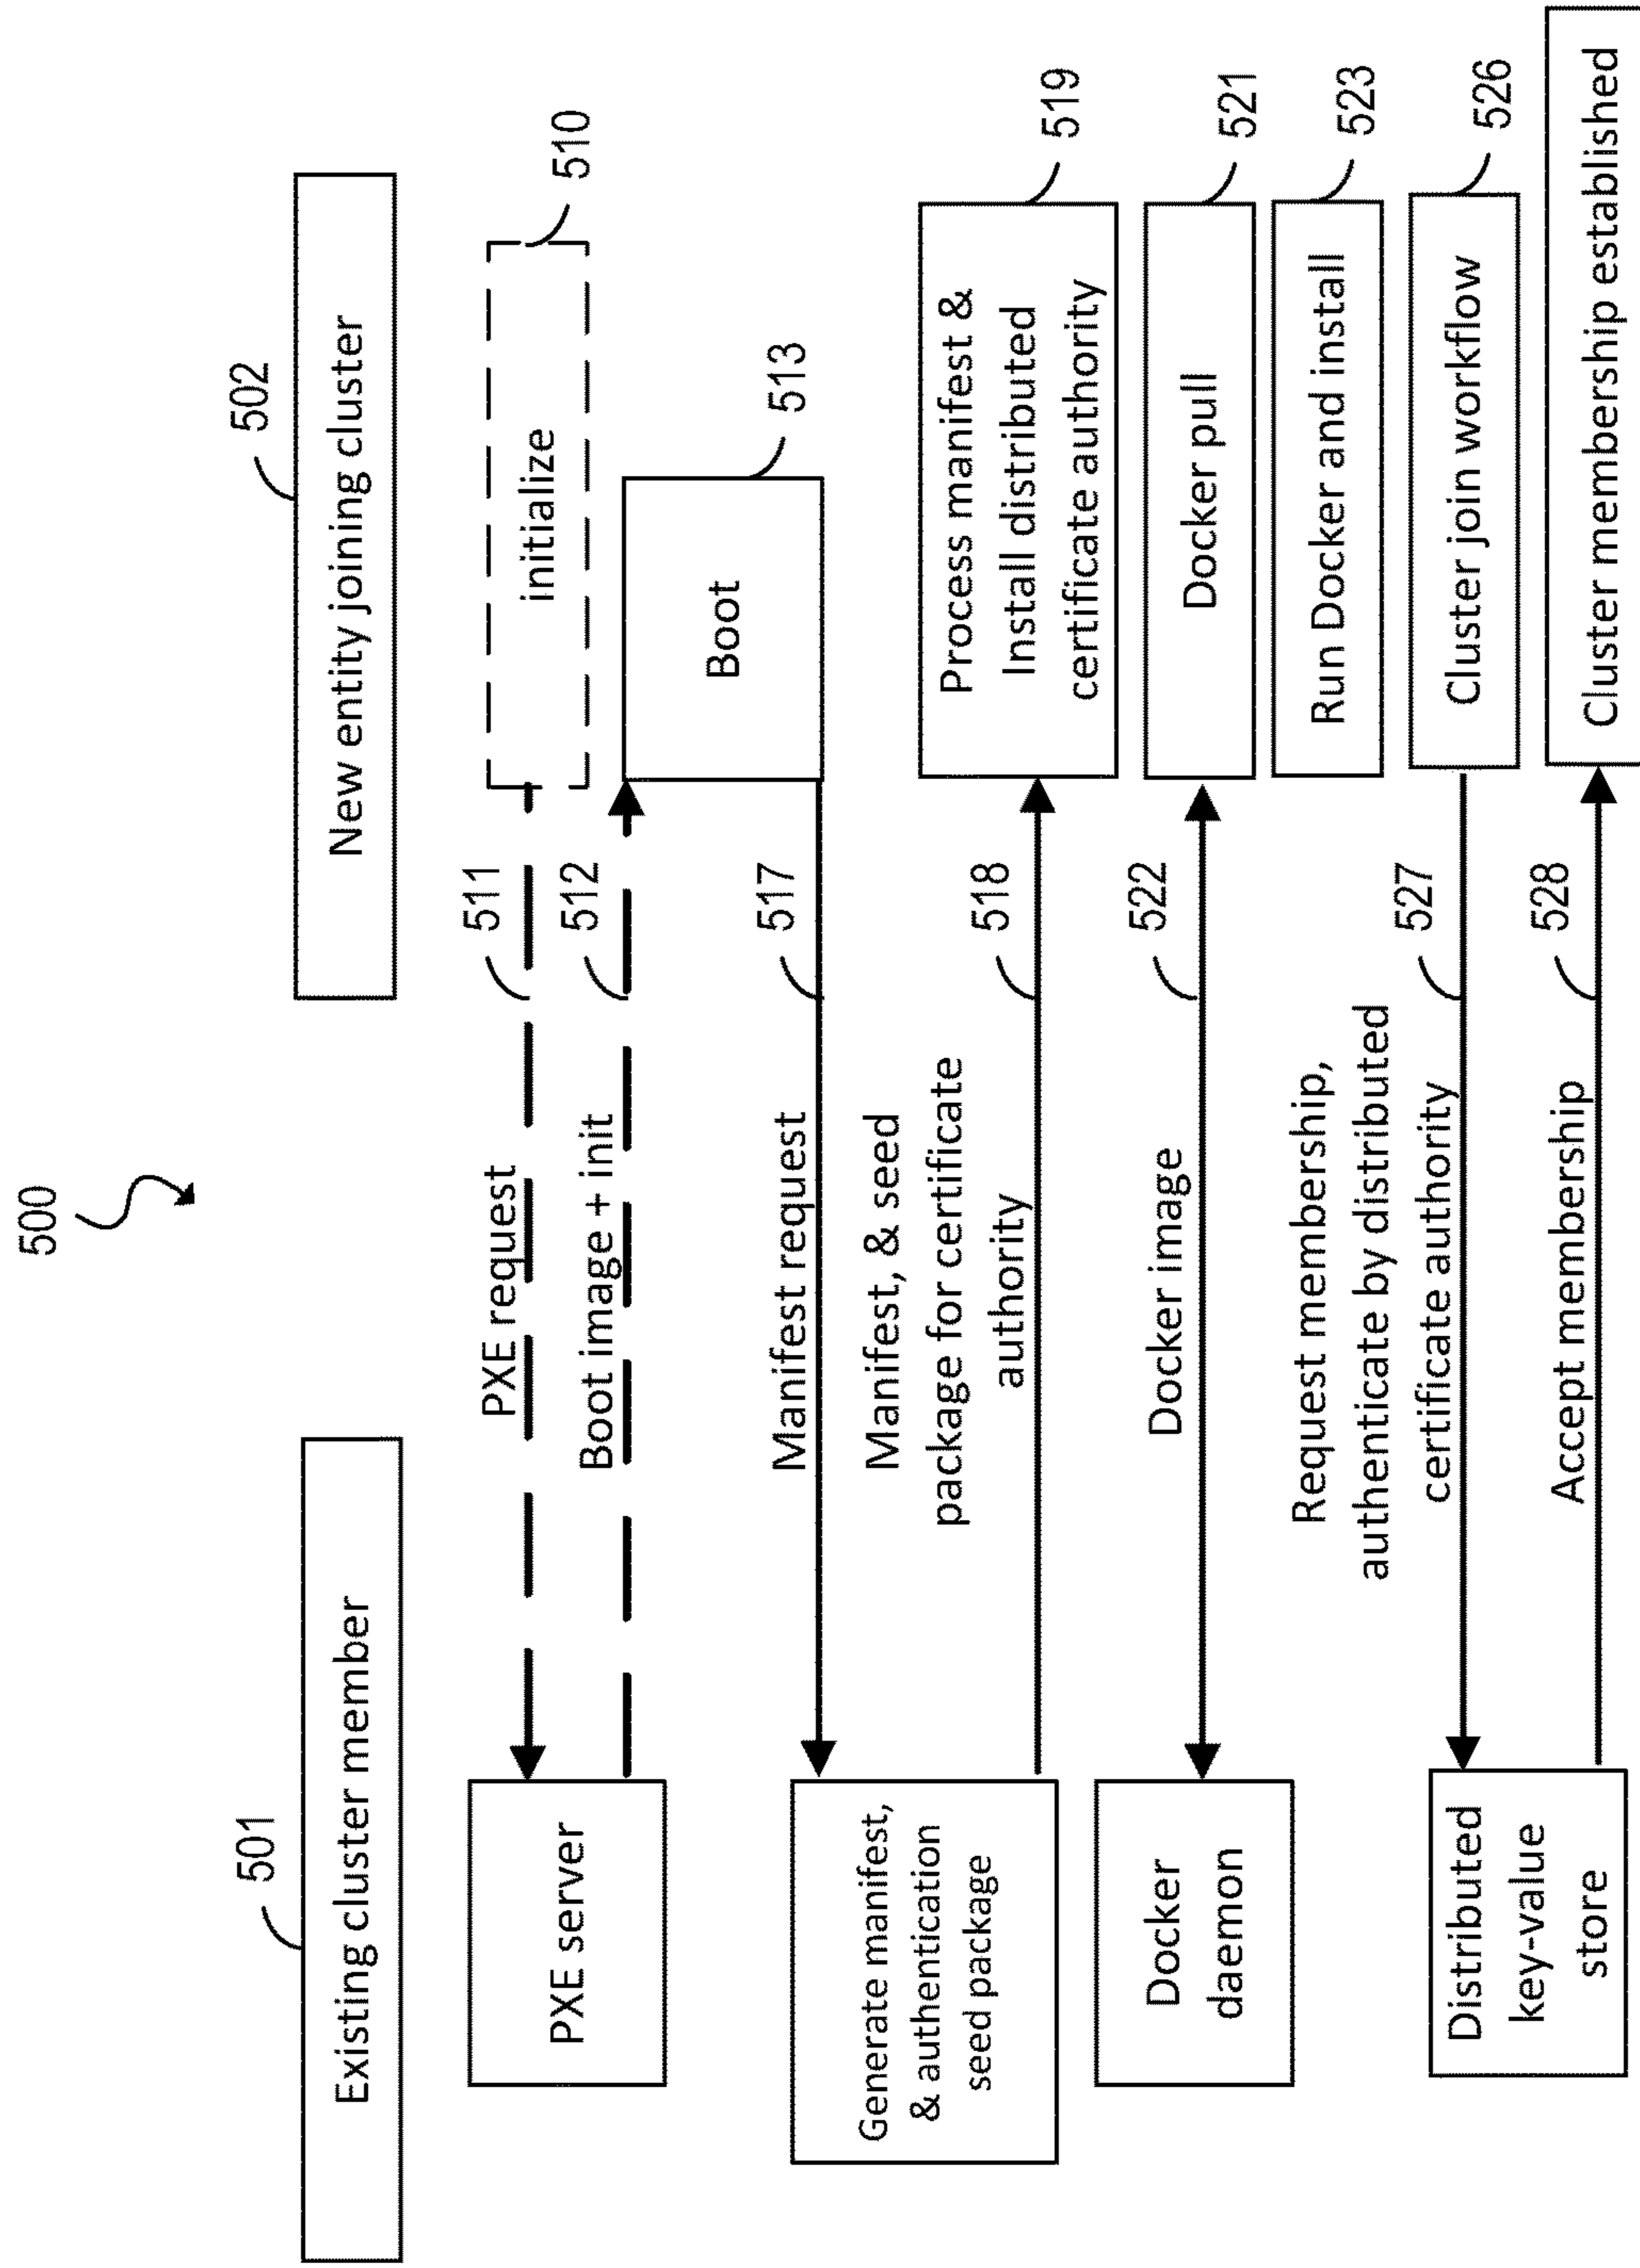 500
501
Existing cluster member
502
New entity joining cluster
PXE server
PXE request
511
initialize
510
Boot image + init
512
Boot
513
Manifest request
517
Generate manifest,
& authentication
seed package
Manifest, & seed
package for certificate
authority
518
Process manifest &
Install distributed
certificate authority
519
Docker
daemon
Docker image
522
Docker pull
521
Run Docker and install
523
Request membership,
authenticate by distributed
certificate authority
527
Cluster join workflow
526
Distributed
key-value
store
Accept membership
528
Cluster membership established